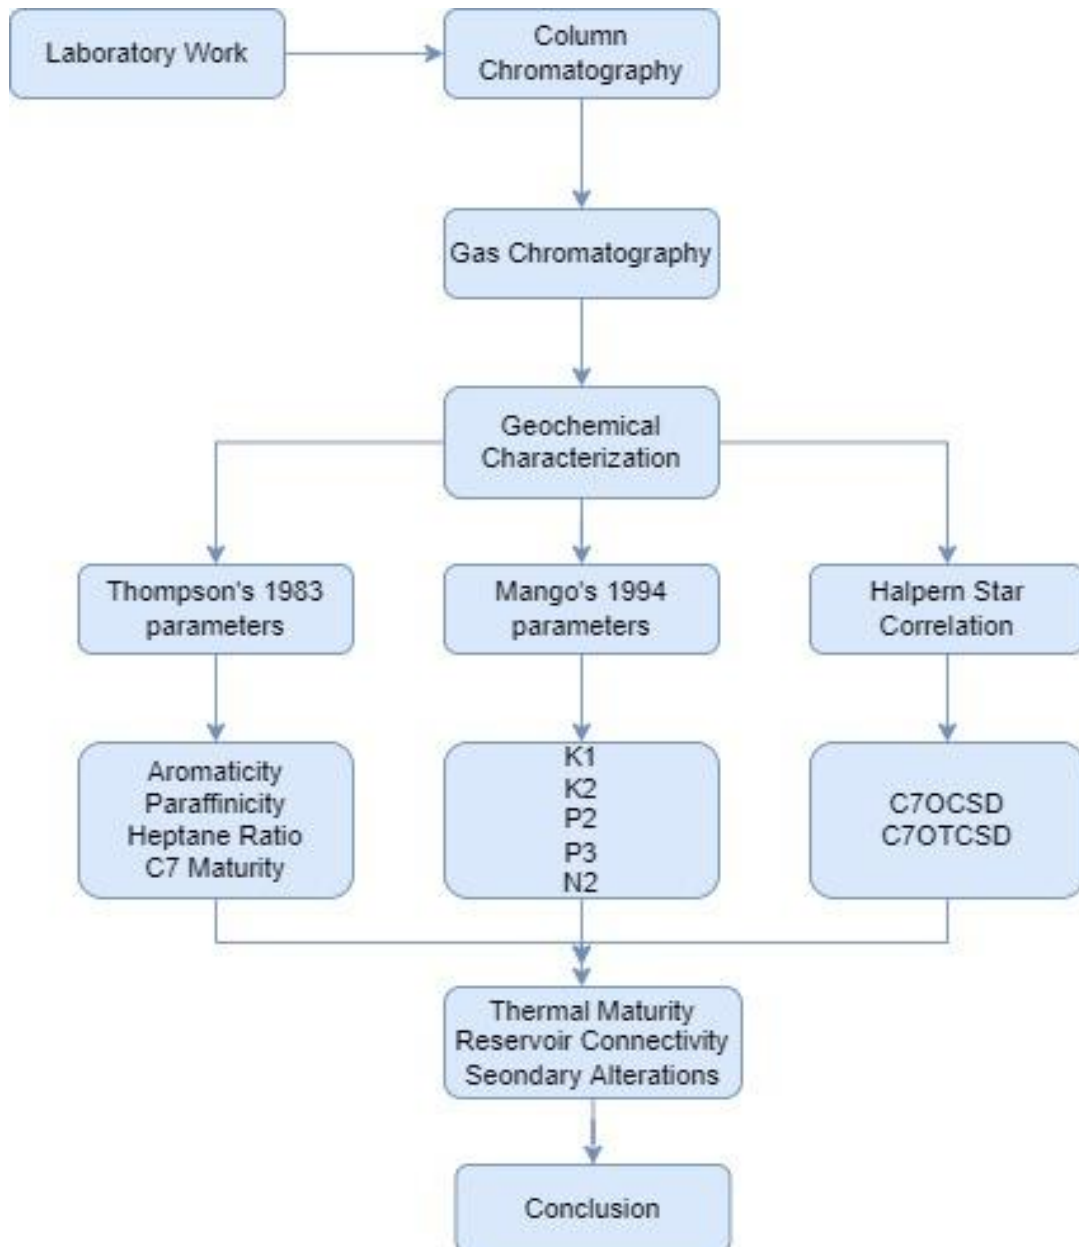 Laboratory Work
Column
Chromatography
Gas Chromatography
Geochemical
Characterization
Thompson's 1983
parameters
Mango's 1994
parameters
Halpern Star
Correlation
Aromaticity
Paraffinicity
Heptane Ratio
C7 Maturity
K1
K2
P2
P3
N2
C7OCSD
C7OTCSD
Thermal Maturity
Reservoir Connectivity
Seondary Alterations
Conclusion